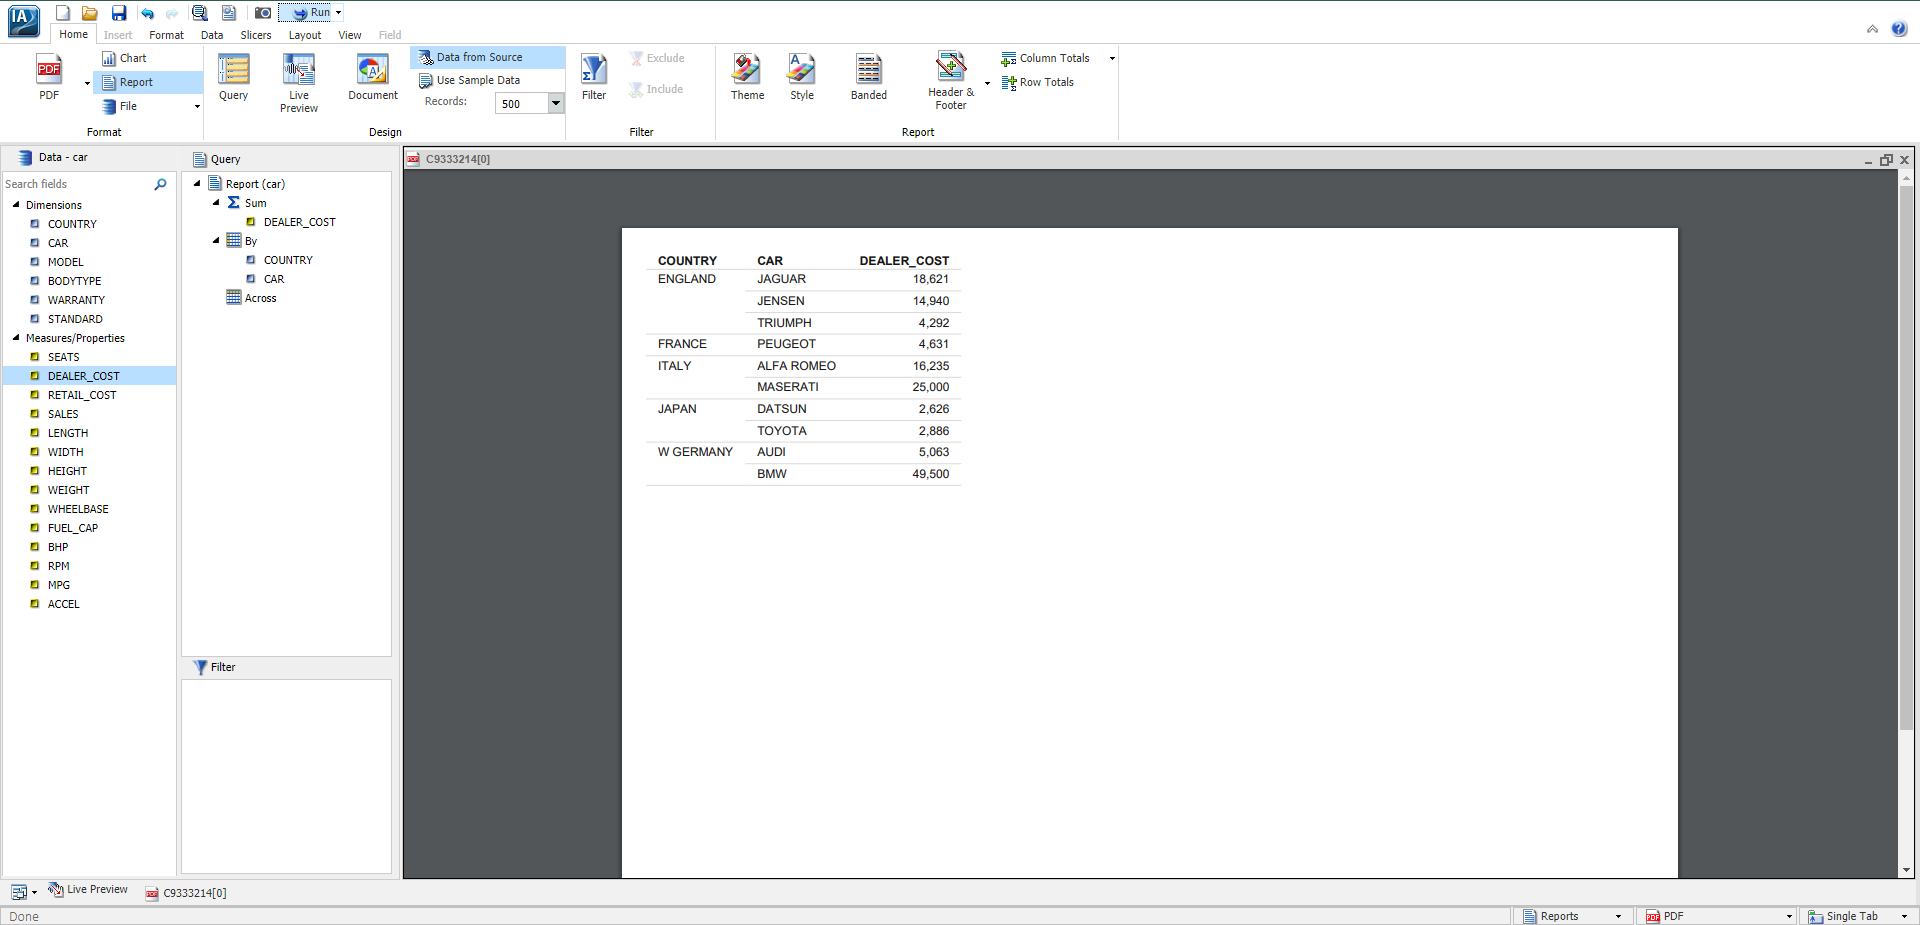 IA
Run
Home Insert Format Data Slicers Layout View Field
PDF
Chart
Report
File
Format
Query
Live Preview
Document
Data from Source
Use Sample Data
Records: 500
Design
Filter
Exclude
Include
Filter
Theme
Style
Banded
Header & Footer
Column Totals
Row Totals
Report
Data - car
Search fields
Dimensions
COUNTRY
CAR
MODEL
BODYTYPE
WARRANTY
STANDARD
Measures/Properties
SEATS
DEALER_COST
RETAIL_COST
SALES
LENGTH
WIDTH
HEIGHT
WEIGHT
WHEELBASE
FUEL_CAP
BHP
RPM
MPG
ACCEL
Query
Report (car)
Sum
DEALER_COST
By
COUNTRY
CAR
Across
Filter
C9333214[0]
COUNTRY CAR DEALER_COST
ENGLAND JAGUAR 18,621
JENSEN 14,940
TRIUMPH 4,292
FRANCE PEUGEOT 4,631
ITALY ALFA ROMEO 16,235
MASERATI 25,000
JAPAN DATSUN 2,626
TOYOTA 2,886
W GERMANY AUDI 5,063
BMW 49,500
Live Preview C9333214[0]
Done Reports PDF Single Tab